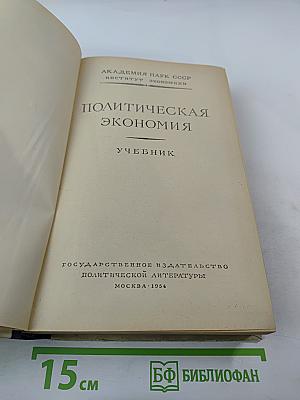 АКАДЕМИЯ НАУК СССР
ИНСТИТУТ ЭКОНОМИКИ
ПОЛИТИЧЕСКАЯ
ЭКОНОМИЯ
УЧЕБНИК
ГОСУДАРСТВЕННОЕ ИЗДАТЕЛЬСТВО
ПОЛИТИЧЕСКОЙ ЛИТЕРАТУРЫ
МОСКВА · 1954
15 см
БФ БИБЛИОФАН